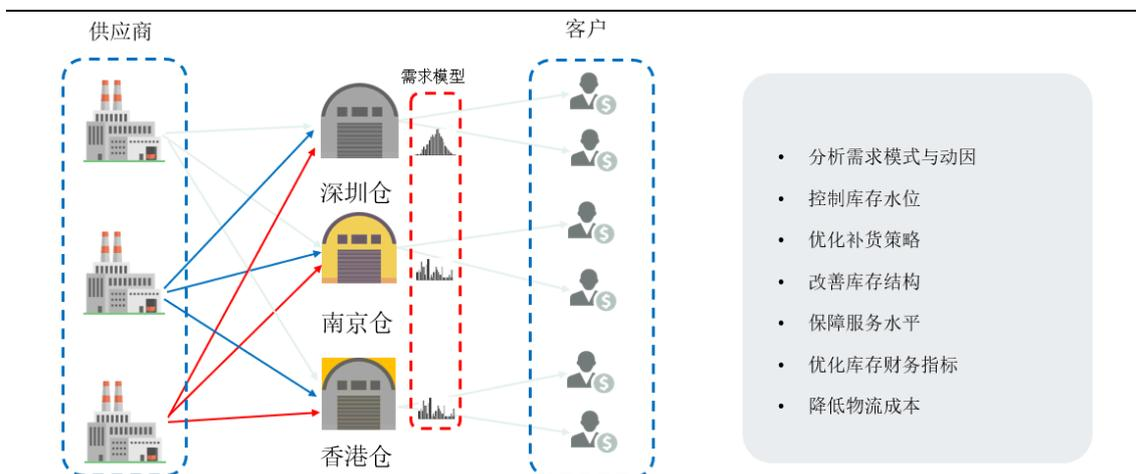 供应商
客户
需求模型
深圳仓
南京仓
香港仓
• 分析需求模式与动因
• 控制库存水位
• 优化补货策略
• 改善库存结构
• 保障服务水平
• 优化库存财务指标
• 降低物流成本
$
$
$
$
$
$